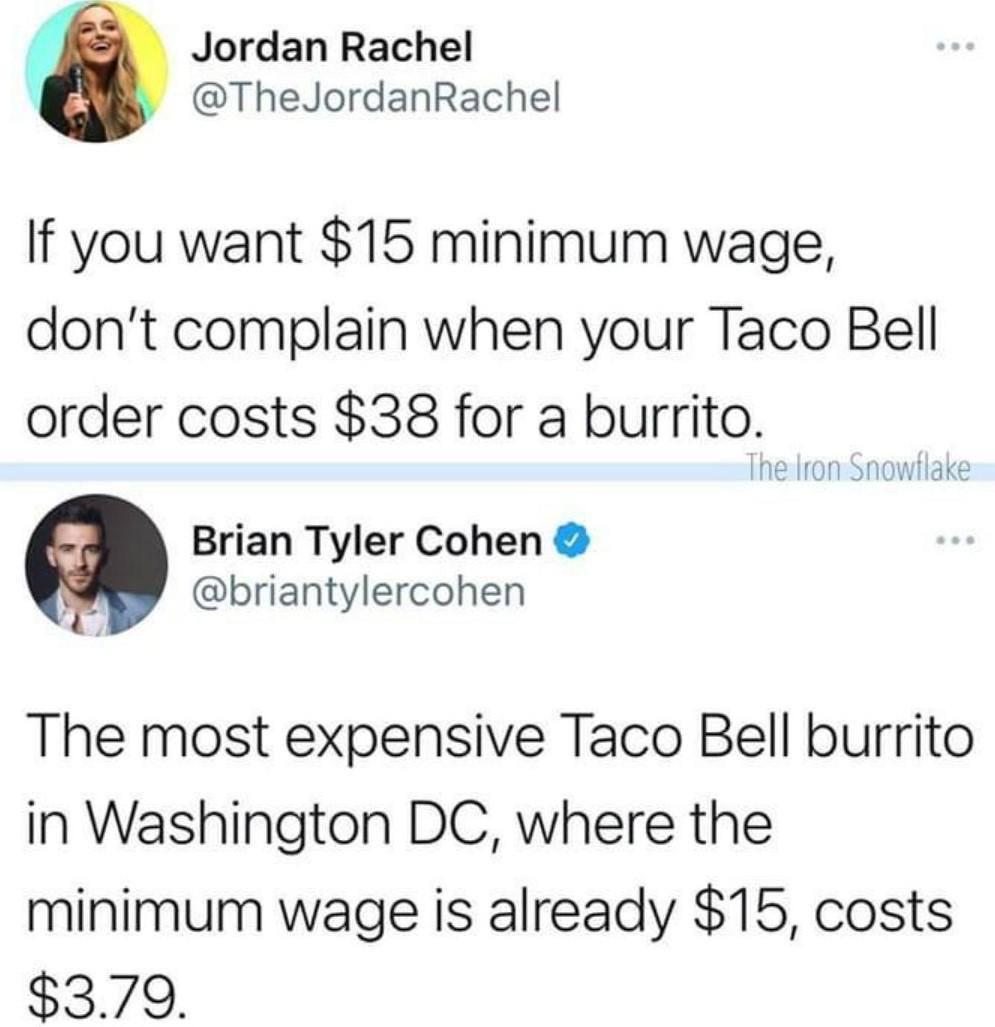 Jordan Rachel
@TheJordanRachel
If you want $15 minimum wage,
don't complain when your Taco Bell
order costs $38 for a burrito.
The Iron Snowflake
Brian Tyler Cohen
@briantylercohen
The most expensive Taco Bell burrito
in Washington DC, where the
minimum wage is already $15, costs
$3.79.